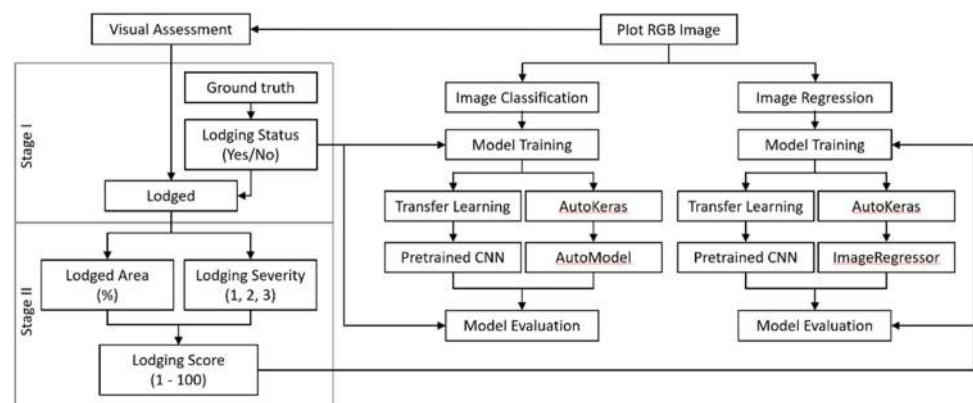 Visual Assessment
Plot RGB Image
Stage I
Ground truth
Lodging Status
(Yes/No)
Lodged
Stage II
Lodged Area
(%)
Lodging Severity
(1, 2, 3)
Lodging Score
(1 - 100)
Image Classification
Model Training
Transfer Learning
AutoKeras
Pretrained CNN
AutoModel
Model Evaluation
Image Regression
Model Training
Transfer Learning
AutoKeras
Pretrained CNN
ImageRegressor
Model Evaluation